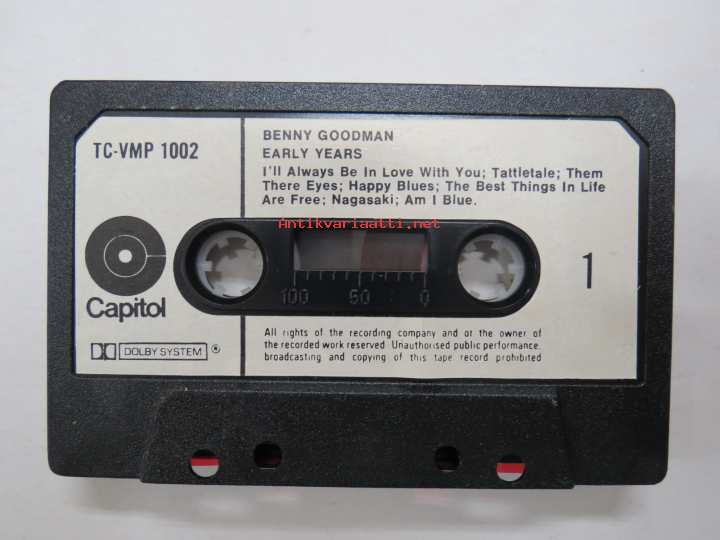 TC-VMP 1002
BENNY GOODMAN
EARLY YEARS
I'll Always Be In Love With You; Tattletale; Them
There Eyes; Happy Blues; The Best Things In Life
Are Free; Nagasaki; Am I Blue.
Antikvariaatti.net
Capitol
1
100 50 0
DOLBY SYSTEM
All rights of the recording company and of the owner of
the recorded work reserved. Unauthorised public performance.
broadcasting and copying of this tape record prohibited